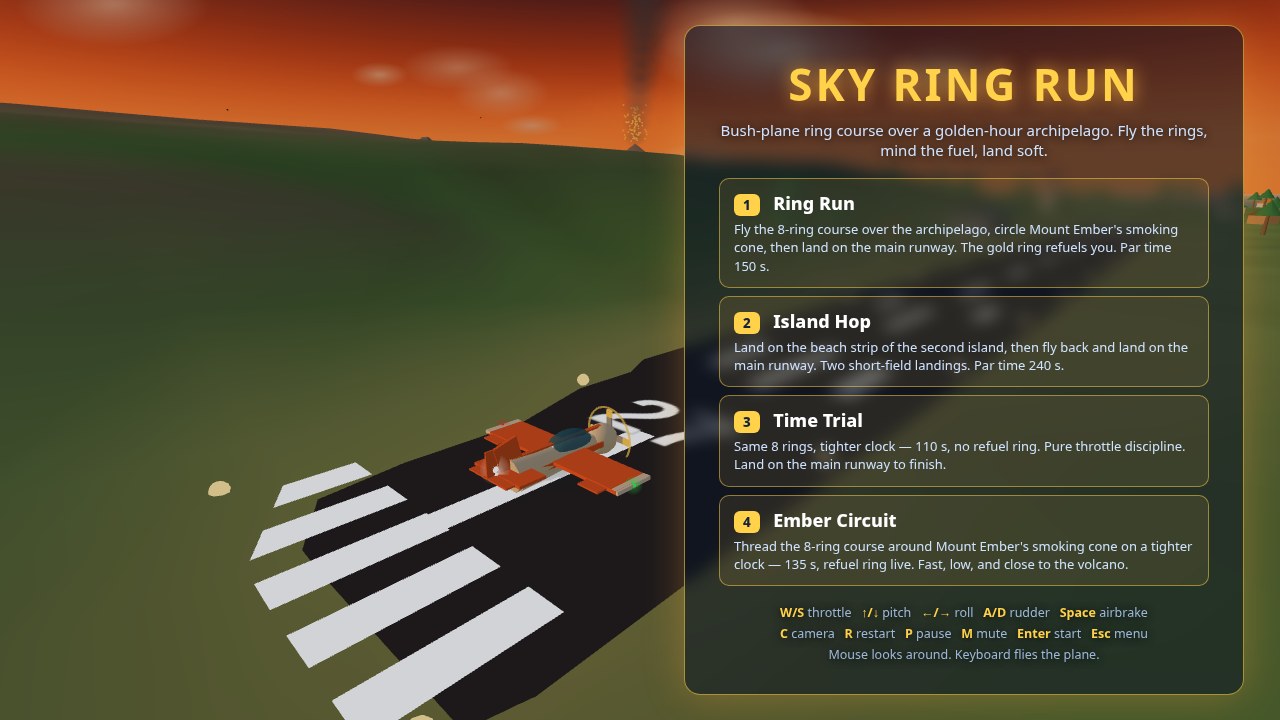 SKY RING RUN
Bush-plane ring course over a golden-hour archipelago. Fly the rings,
mind the fuel, land soft.
1 Ring Run
Fly the 8-ring course over the archipelago, circle Mount Ember's smoking
cone, then land on the main runway. The gold ring refuels you. Par time
150 s.
2 Island Hop
Land on the beach strip of the second island, then fly back and land on the
main runway. Two short-field landings. Par time 240 s.
3 Time Trial
Same 8 rings, tighter clock — 110 s, no refuel ring. Pure throttle discipline.
Land on the main runway to finish.
4 Ember Circuit
Thread the 8-ring course around Mount Ember's smoking cone on a tighter
clock — 135 s, refuel ring live. Fast, low, and close to the volcano.
W/S throttle ↑/↓ pitch ←/→ roll A/D rudder Space airbrake
C camera R restart P pause M mute Enter start Esc menu
Mouse looks around. Keyboard flies the plane.